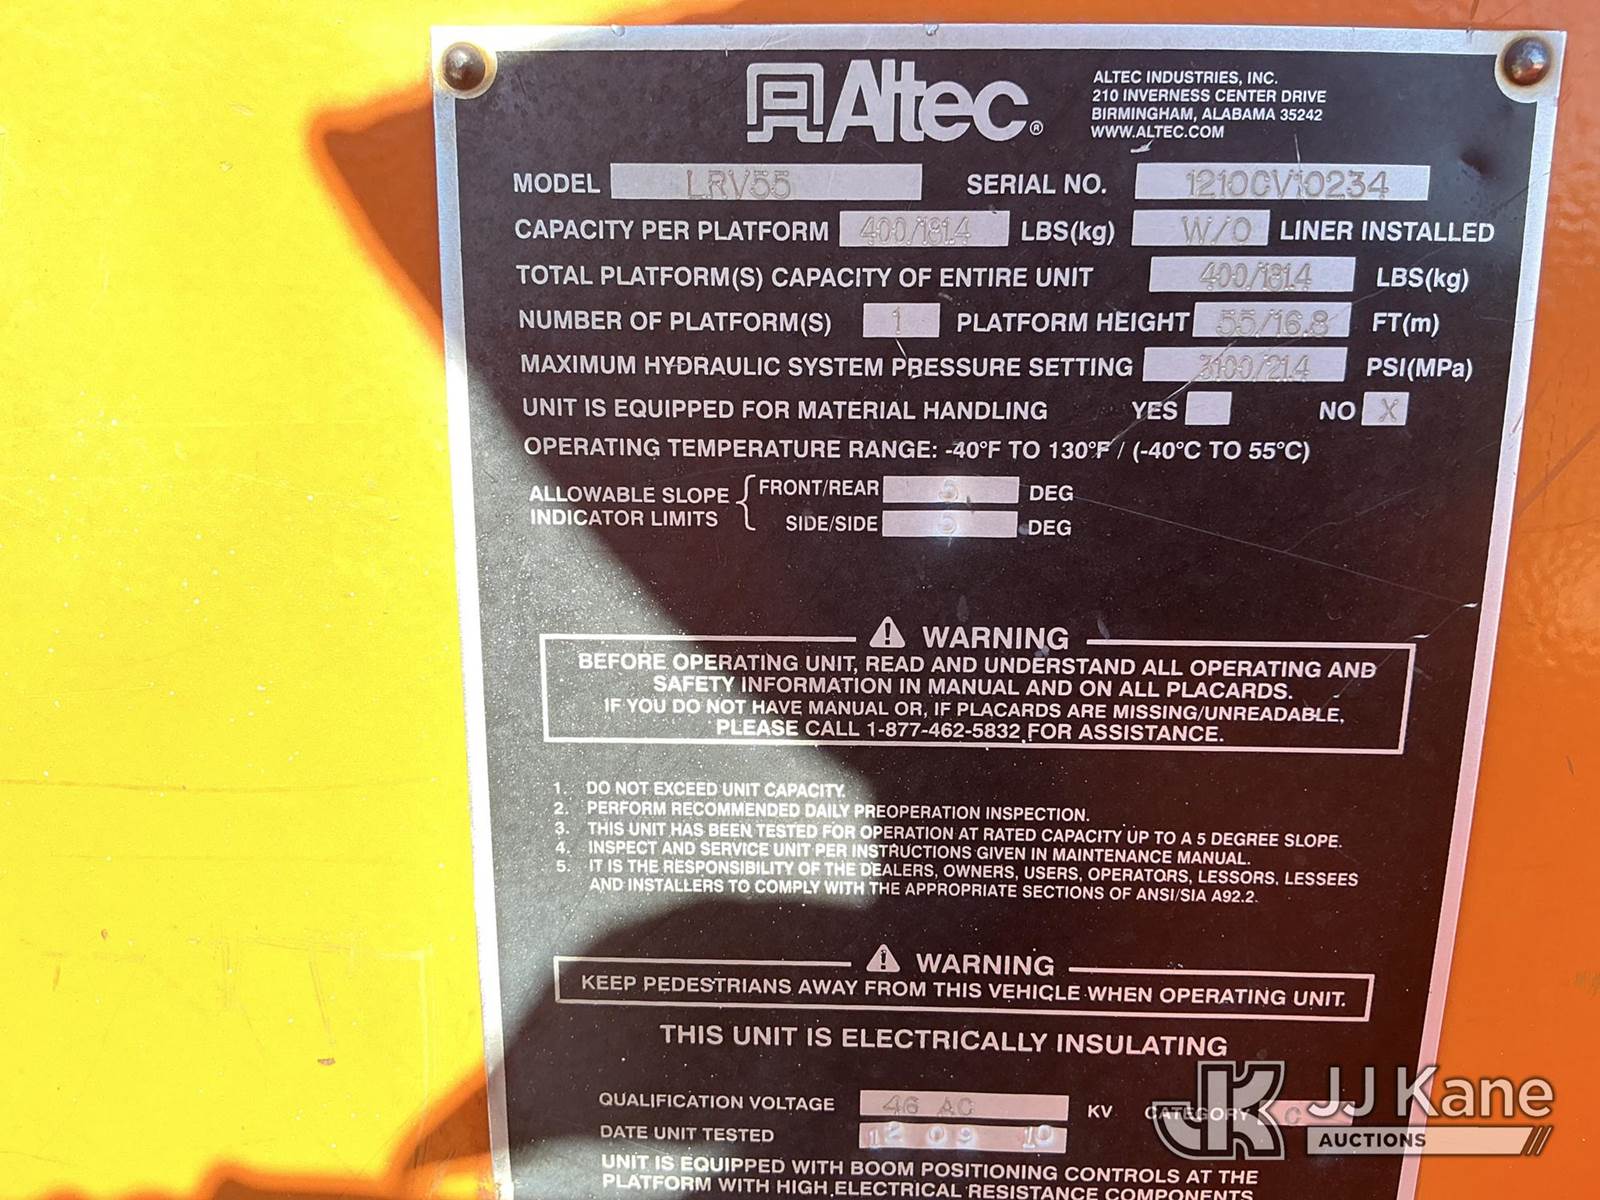 Altec®
ALTEC INDUSTRIES, INC.
210 INVERNESS CENTER DRIVE
BIRMINGHAM, ALABAMA 35242
WWW.ALTEC.COM
MODEL LRV55 SERIAL NO. 1210CV10234
CAPACITY PER PLATFORM 400/181.4 LBS(kg) W/O LINER INSTALLED
TOTAL PLATFORM(S) CAPACITY OF ENTIRE UNIT 400/181.4 LBS(kg)
NUMBER OF PLATFORM(S) 1 PLATFORM HEIGHT 55/16.8 FT(m)
MAXIMUM HYDRAULIC SYSTEM PRESSURE SETTING 3100/21.4 PSI(MPa)
UNIT IS EQUIPPED FOR MATERIAL HANDLING YES NO X
OPERATING TEMPERATURE RANGE: -40°F TO 130°F / (-40°C TO 55°C)
ALLOWABLE SLOPE INDICATOR LIMITS
FRONT/REAR 5 DEG
SIDE/SIDE 5 DEG
WARNING
BEFORE OPERATING UNIT, READ AND UNDERSTAND ALL OPERATING AND
SAFETY INFORMATION IN MANUAL AND ON ALL PLACARDS.
IF YOU DO NOT HAVE MANUAL OR, IF PLACARDS ARE MISSING/UNREADABLE,
PLEASE CALL 1-877-462-5832 FOR ASSISTANCE.
1. DO NOT EXCEED UNIT CAPACITY.
2. PERFORM RECOMMENDED DAILY PREOPERATION INSPECTION.
3. THIS UNIT HAS BEEN TESTED FOR OPERATION AT RATED CAPACITY UP TO A 5 DEGREE SLOPE.
4. INSPECT AND SERVICE UNIT PER INSTRUCTIONS GIVEN IN MAINTENANCE MANUAL.
5. IT IS THE RESPONSIBILITY OF THE DEALERS, OWNERS, USERS, OPERATORS, LESSORS, LESSEES
AND INSTALLERS TO COMPLY WITH THE APPROPRIATE SECTIONS OF ANSI/SIA A92.2.
WARNING
KEEP PEDESTRIANS AWAY FROM THIS VEHICLE WHEN OPERATING UNIT.
THIS UNIT IS ELECTRICALLY INSULATING
QUALIFICATION VOLTAGE 46 AC KV CATEGORY C
DATE UNIT TESTED 12 09 10
UNIT IS EQUIPPED WITH BOOM POSITIONING CONTROLS AT THE
PLATFORM WITH HIGH ELECTRICAL RESISTANCE COMPONENTS
JK JJ Kane
AUCTIONS